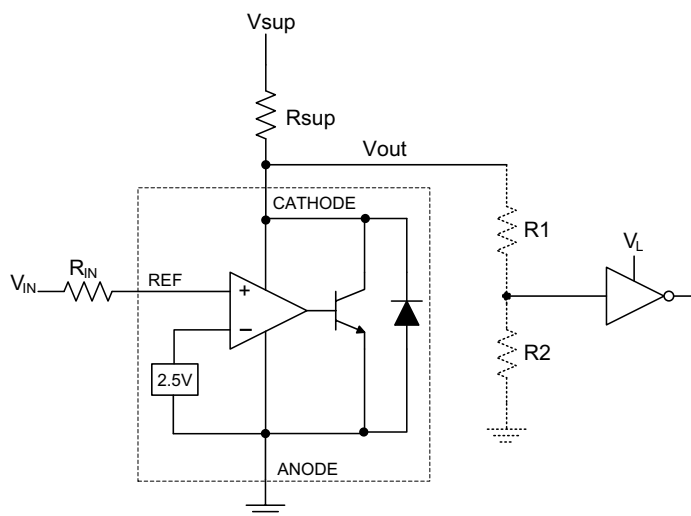 Vsup
Rsup
Vout
CATHODE
R1
VL
RIN
VIN
REF
+
–
2.5V
R2
ANODE